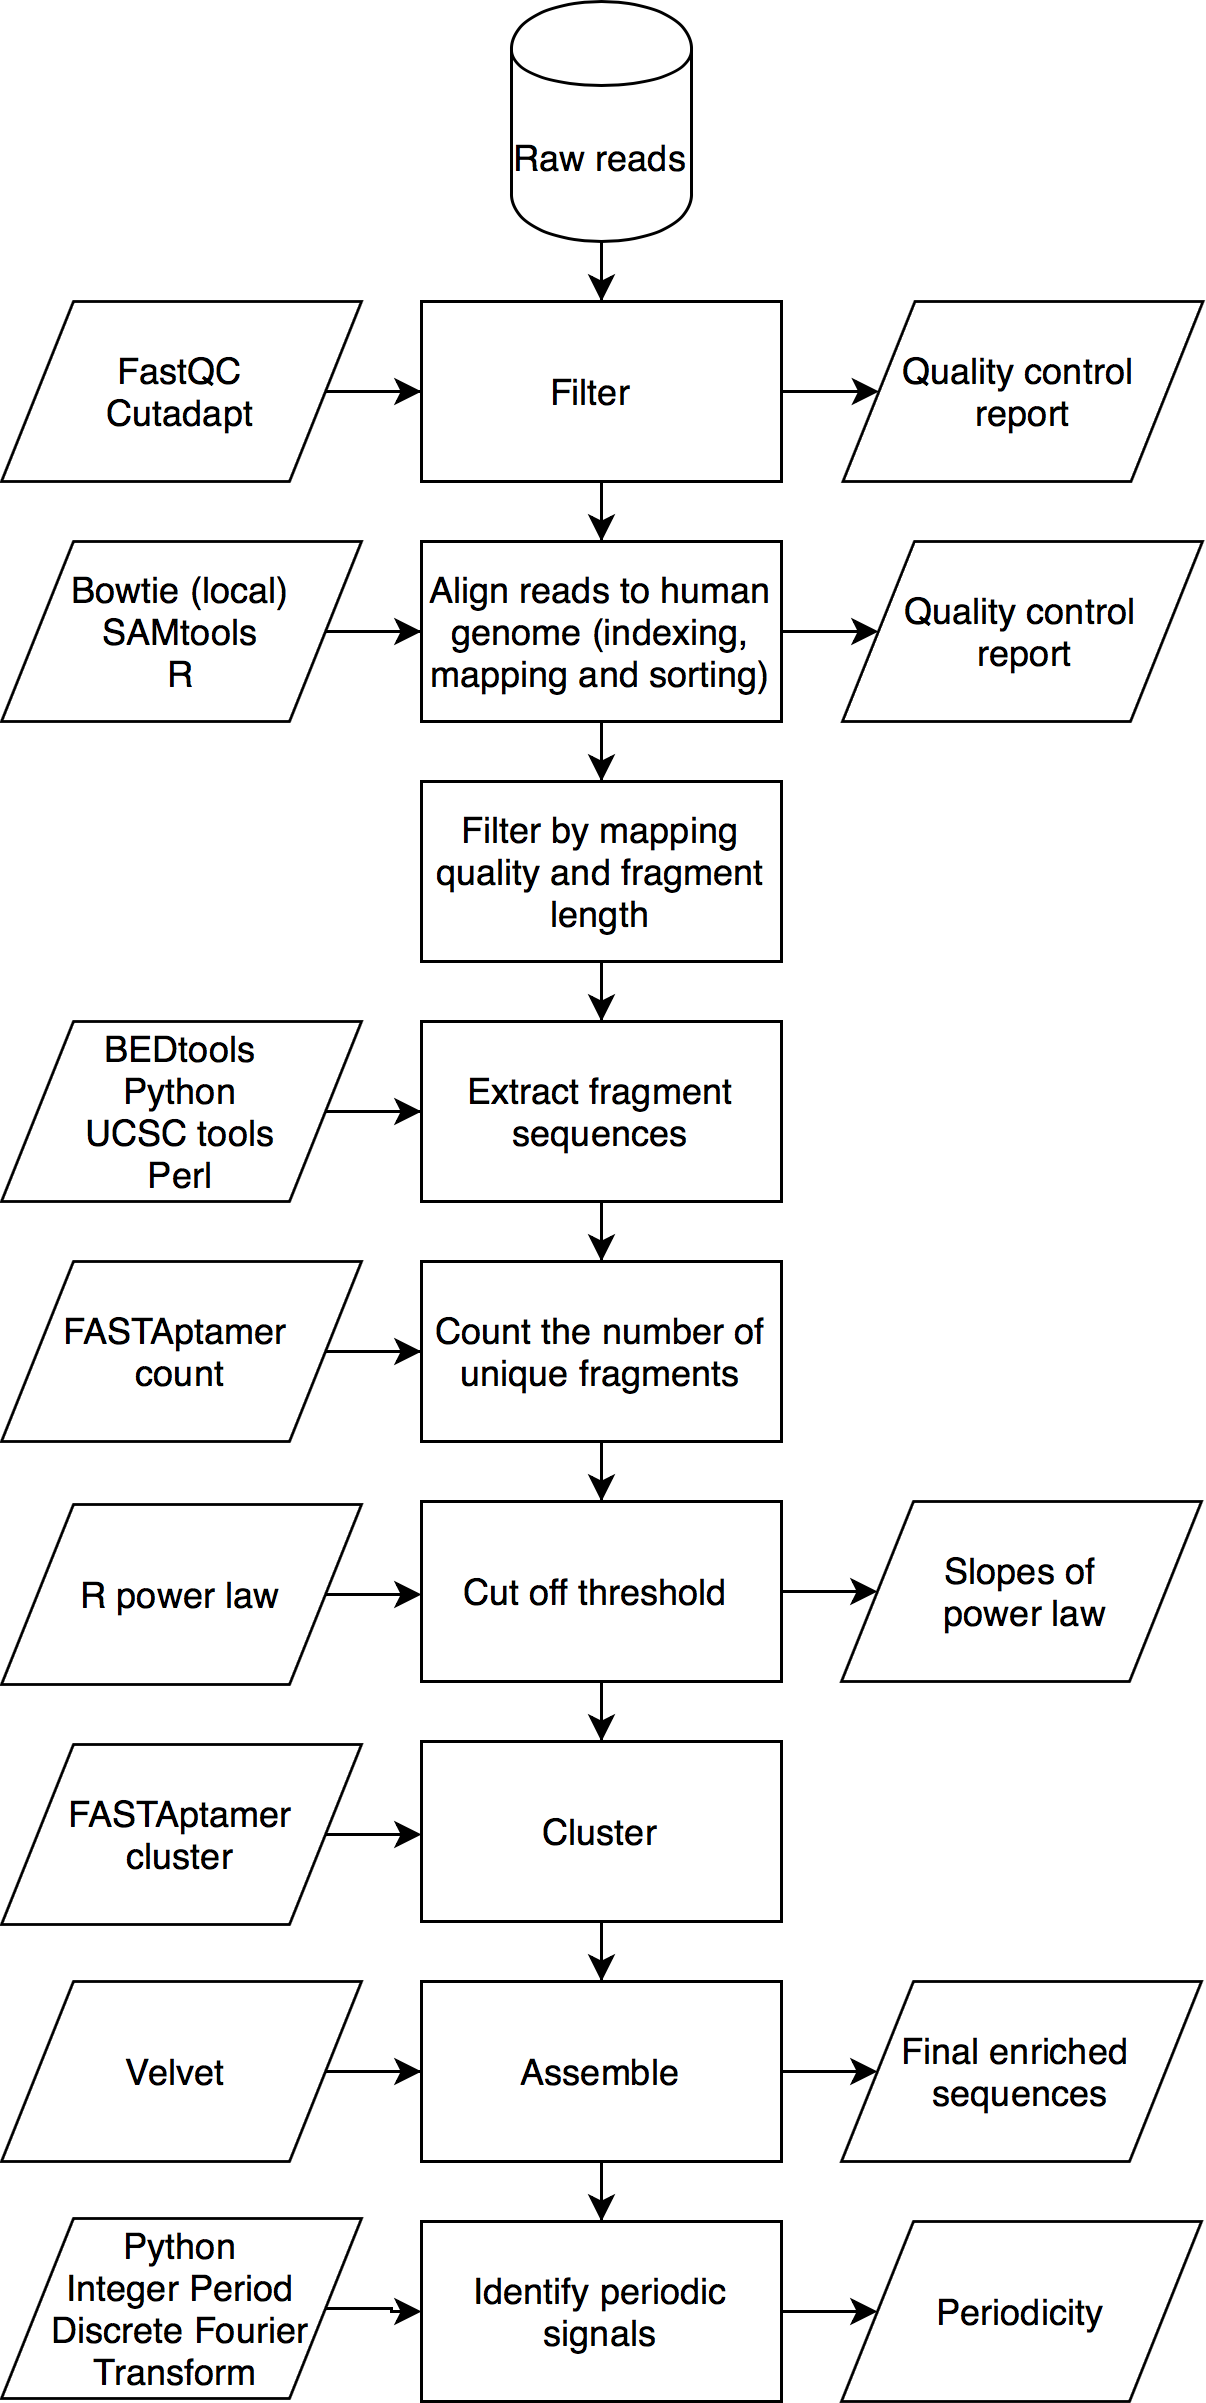 Raw reads
FastQC
Cutadapt
Filter
Quality control
report
Bowtie (local)
SAMtools
R
Align reads to human
genome (indexing,
mapping and sorting)
Quality control
report
Filter by mapping
quality and fragment
length
BEDtools
Python
UCSC tools
Perl
Extract fragment
sequences
FASTAptamer
count
Count the number of
unique fragments
R power law
Cut off threshold
Slopes of
power law
FASTAptamer
cluster
Cluster
Velvet
Assemble
Final enriched
sequences
Python
Integer Period
Discrete Fourier
Transform
Identify periodic
signals
Periodicity